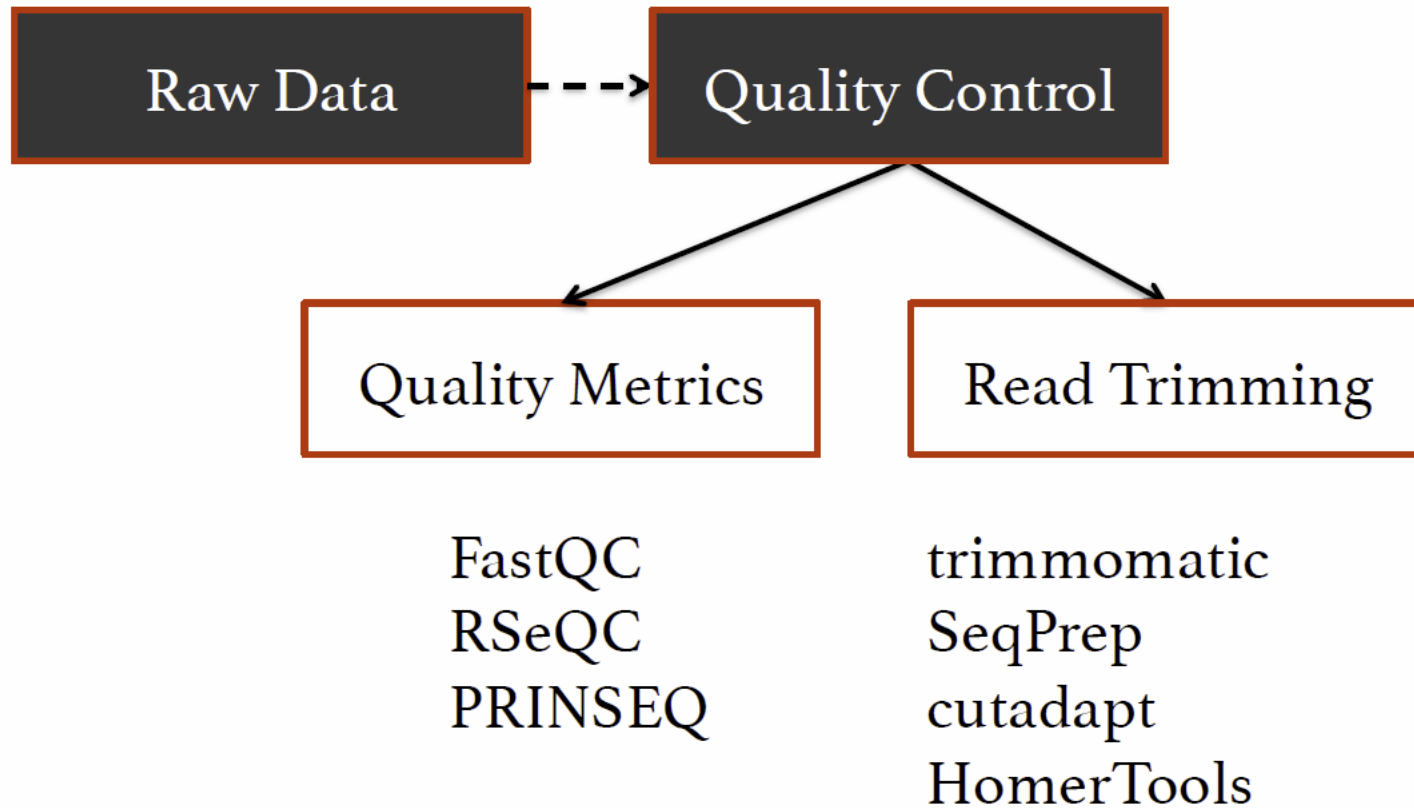 Raw Data
Quality Control
Quality Metrics
Read Trimming
FastQC
RSeQC
PRINSEQ
trimmomatic
SeqPrep
cutadapt
HomerTools